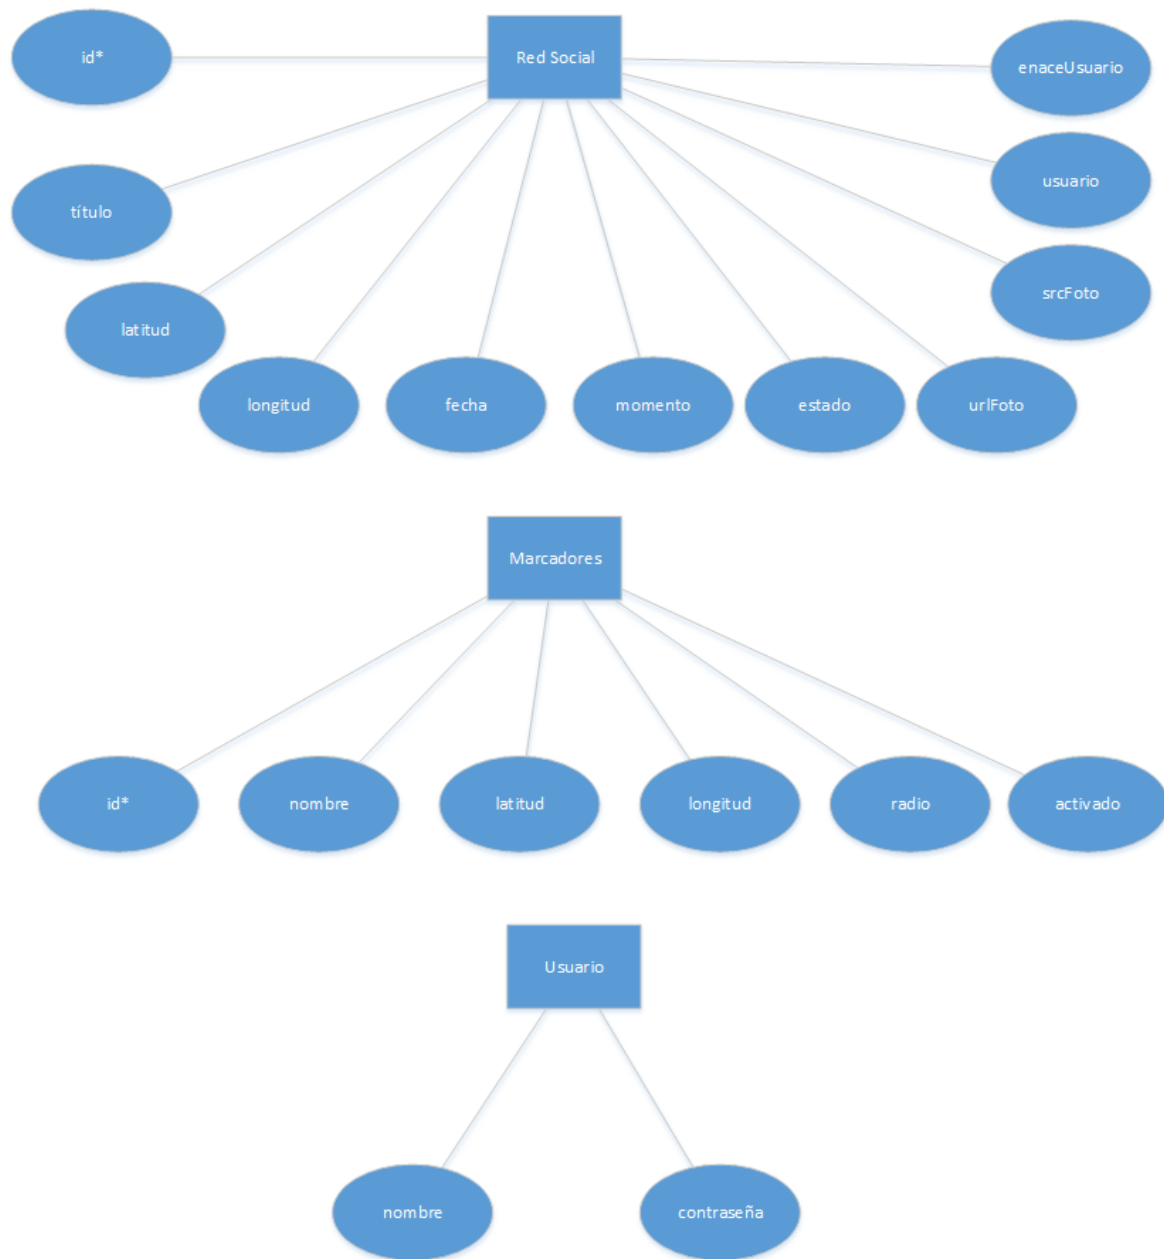 id*
Red Social
enaceUsuario
título
usuario
latitud
srcFoto
longitud
fecha
momento
estado
urlFoto
Marcadores
id*
nombre
latitud
longitud
radio
activado
Usuario
nombre
contraseña